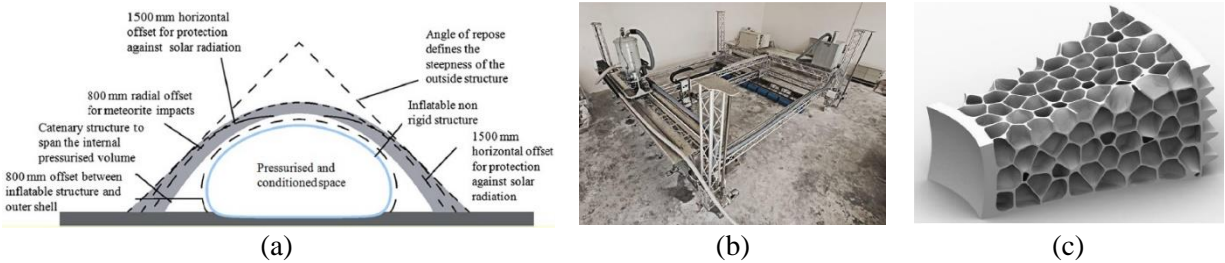 1500 mm horizontal
offset for protection
against solar radiation
Angle of repose
defines the
steepness of the
outside structure
800 mm radial offset
for meteorite impacts
Inflatable non
rigid structure
Catenary structure to
span the internal
pressurised volume
Pressurised and
conditioned space
1500 mm
horizontal offset
for protection
against solar
radiation
800 mm offset between
inflatable structure and
outer shell
(a)
(b)
(c)